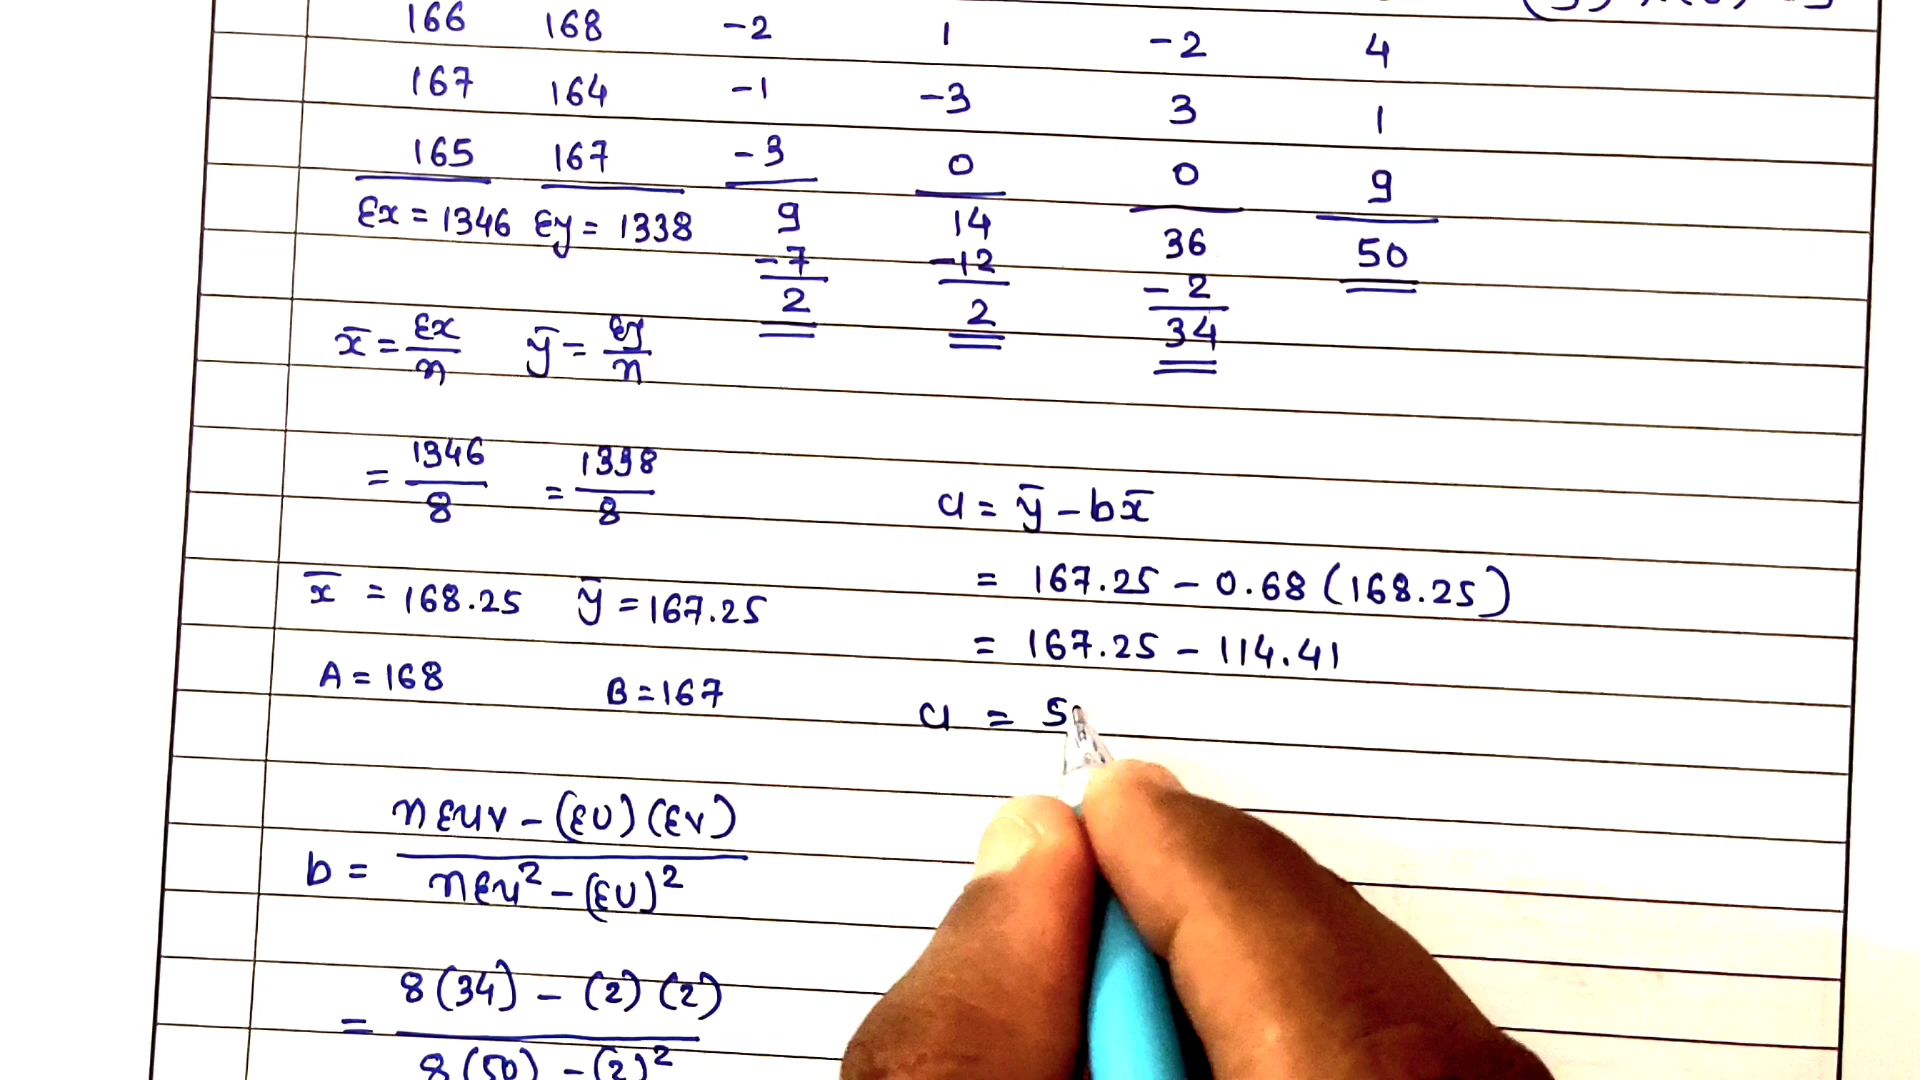 166 168 -2 1 -2 4
167 164 -1 -3 3 1
165 167 -3 0 0 9
Σx = 1346 Σy = 1338 9 14 36 50
-7 -12 -2
2 2 34
x̄ = Σx/n ȳ = Σy/n
= 1346/8 = 1338/8
a = ȳ - bx̄
= 167.25 - 0.68 (168.25)
x̄ = 168.25 ȳ = 167.25
= 167.25 - 114.41
A = 168 B = 167
a = 5
b = nΣuv - (Σu) (Σv) / nΣu² - (Σu)²
= 8 (34) - (2) (2) / 8 (50) - (2)²